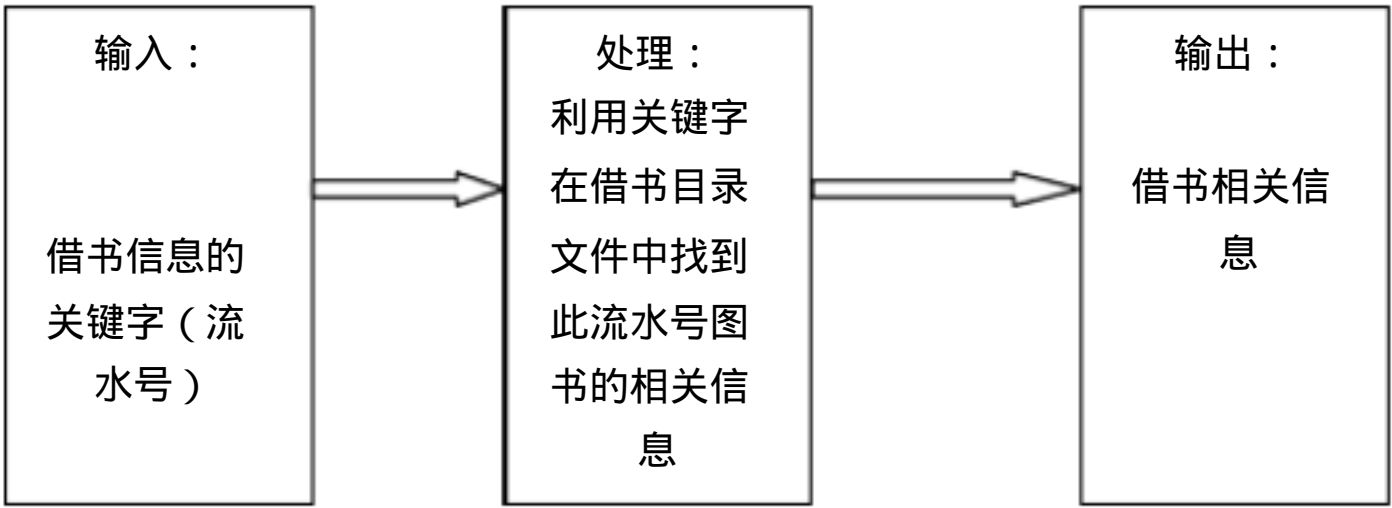 输入：
借书信息的
关键字（流
水号）
处理：
利用关键字
在借书目录
文件中找到
此流水号图
书的相关信
息
输出：
借书相关信
息